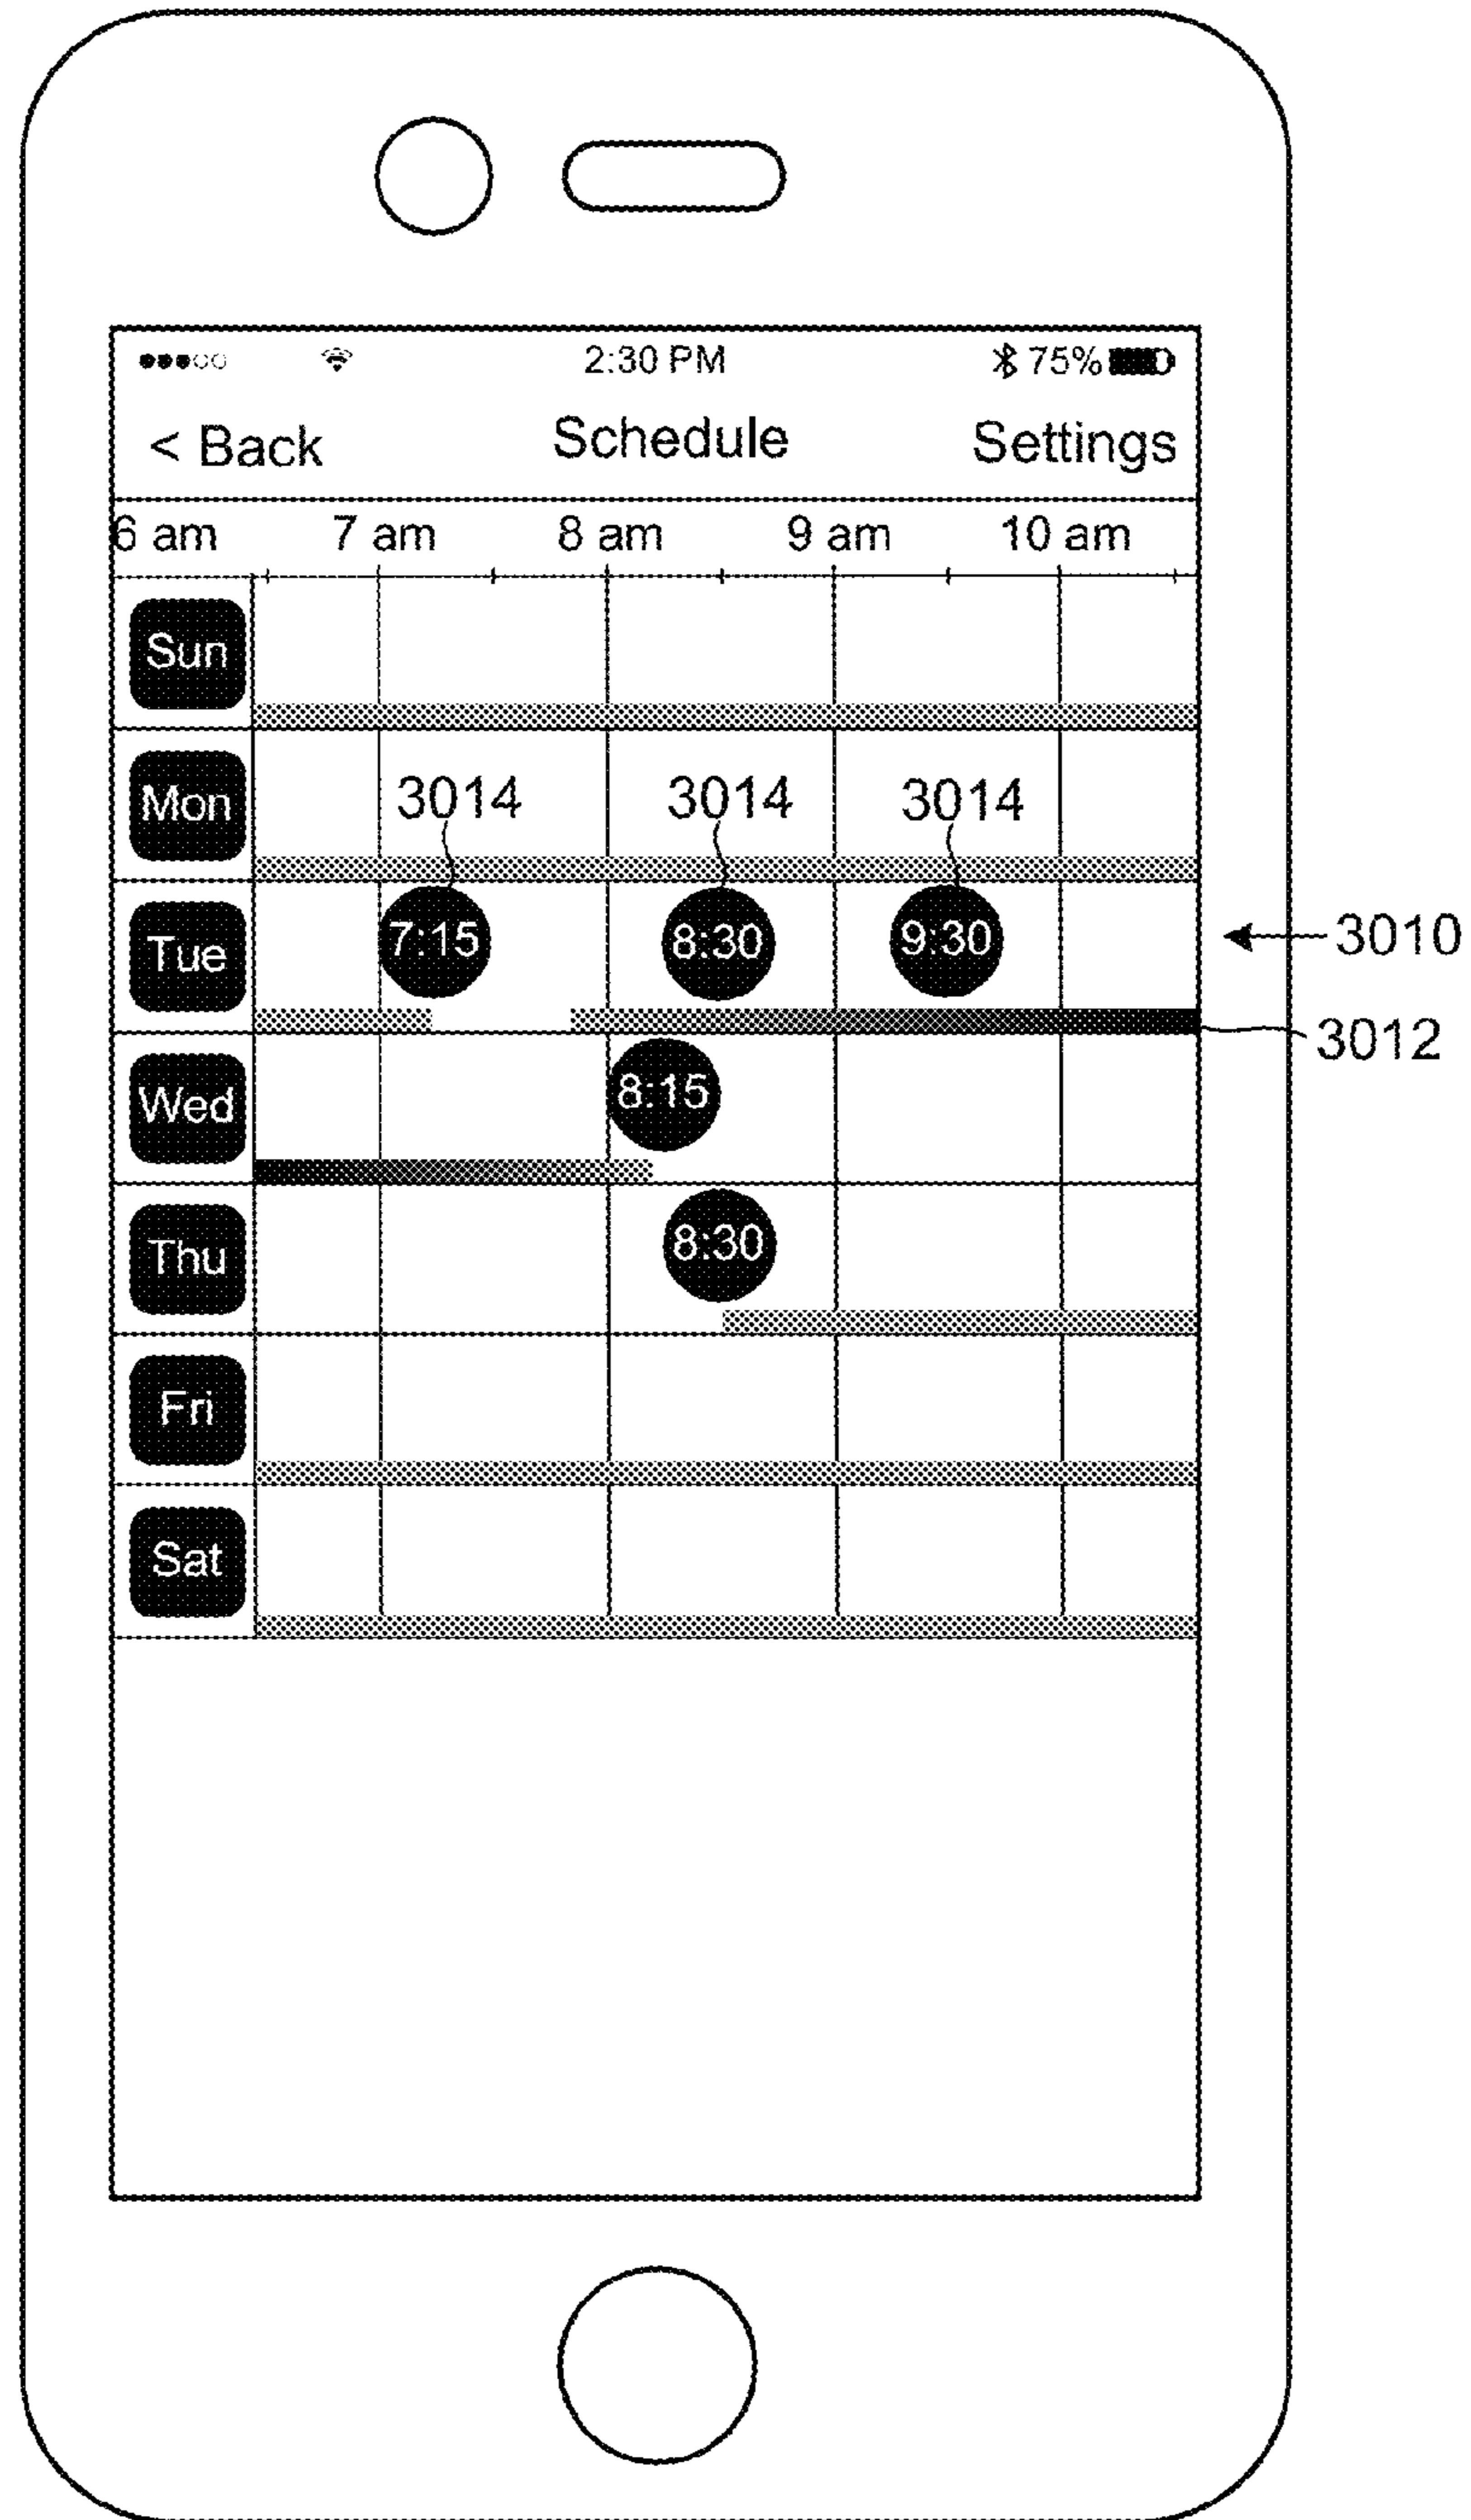 2:30 PM 75%
< Back Schedule Settings
6 am 7 am 8 am 9 am 10 am
Sun
Mon 3014 3014 3014
Tue 7:15 8:30 9:30 3010
3012
Wed 8:15
Thu 8:30
Fri
Sat